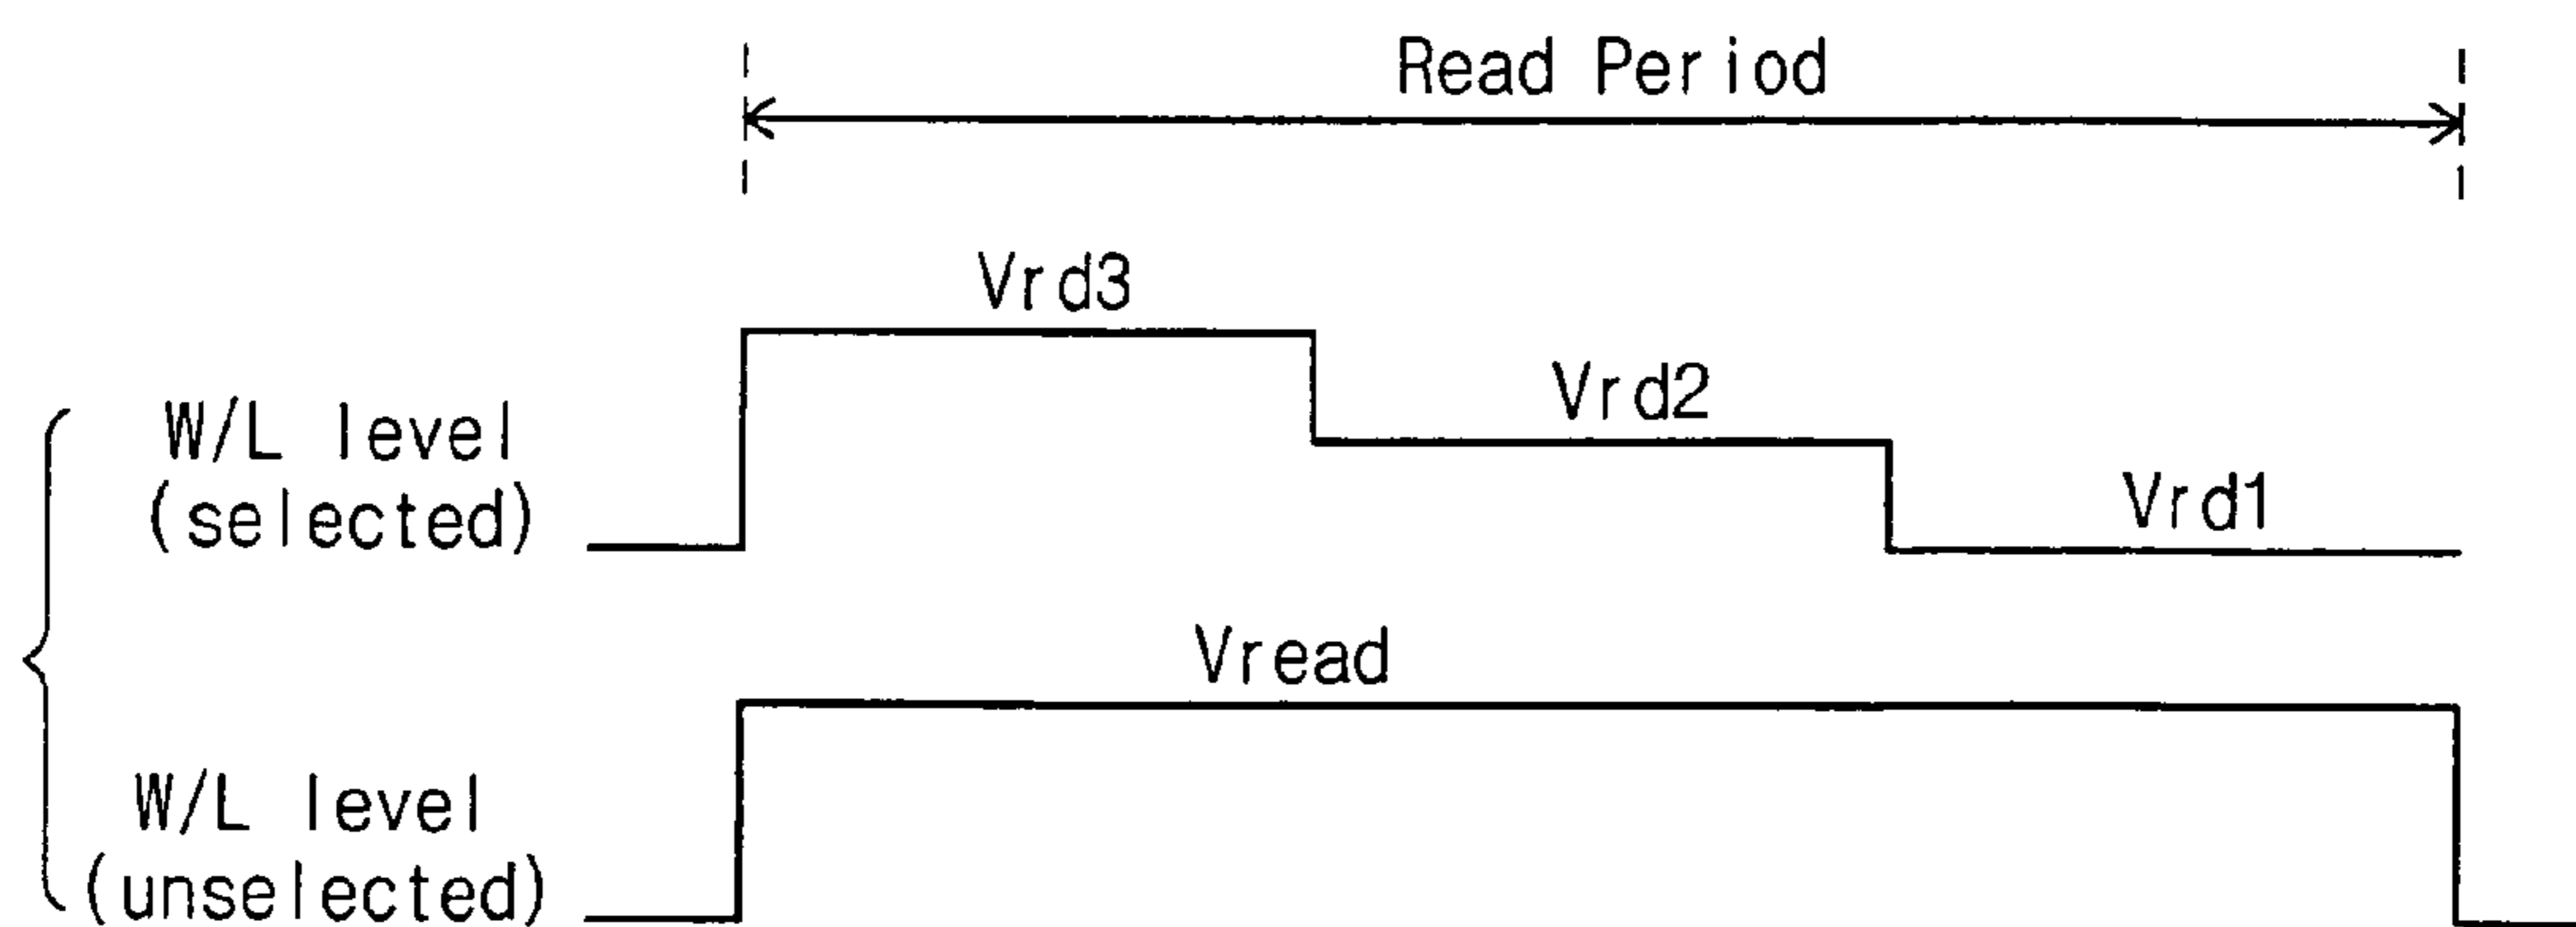 Read Period
Vrd3
Vrd2
W/L level
(selected)
Vrd1
Vread
W/L level
(unselected)